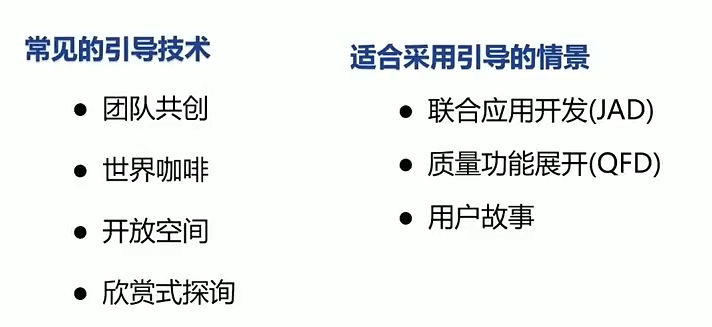 常见的引导技术
● 团队共创
● 世界咖啡
● 开放空间
● 欣赏式探询
适合采用引导的情景
● 联合应用开发(JAD)
● 质量功能展开(QFD)
● 用户故事